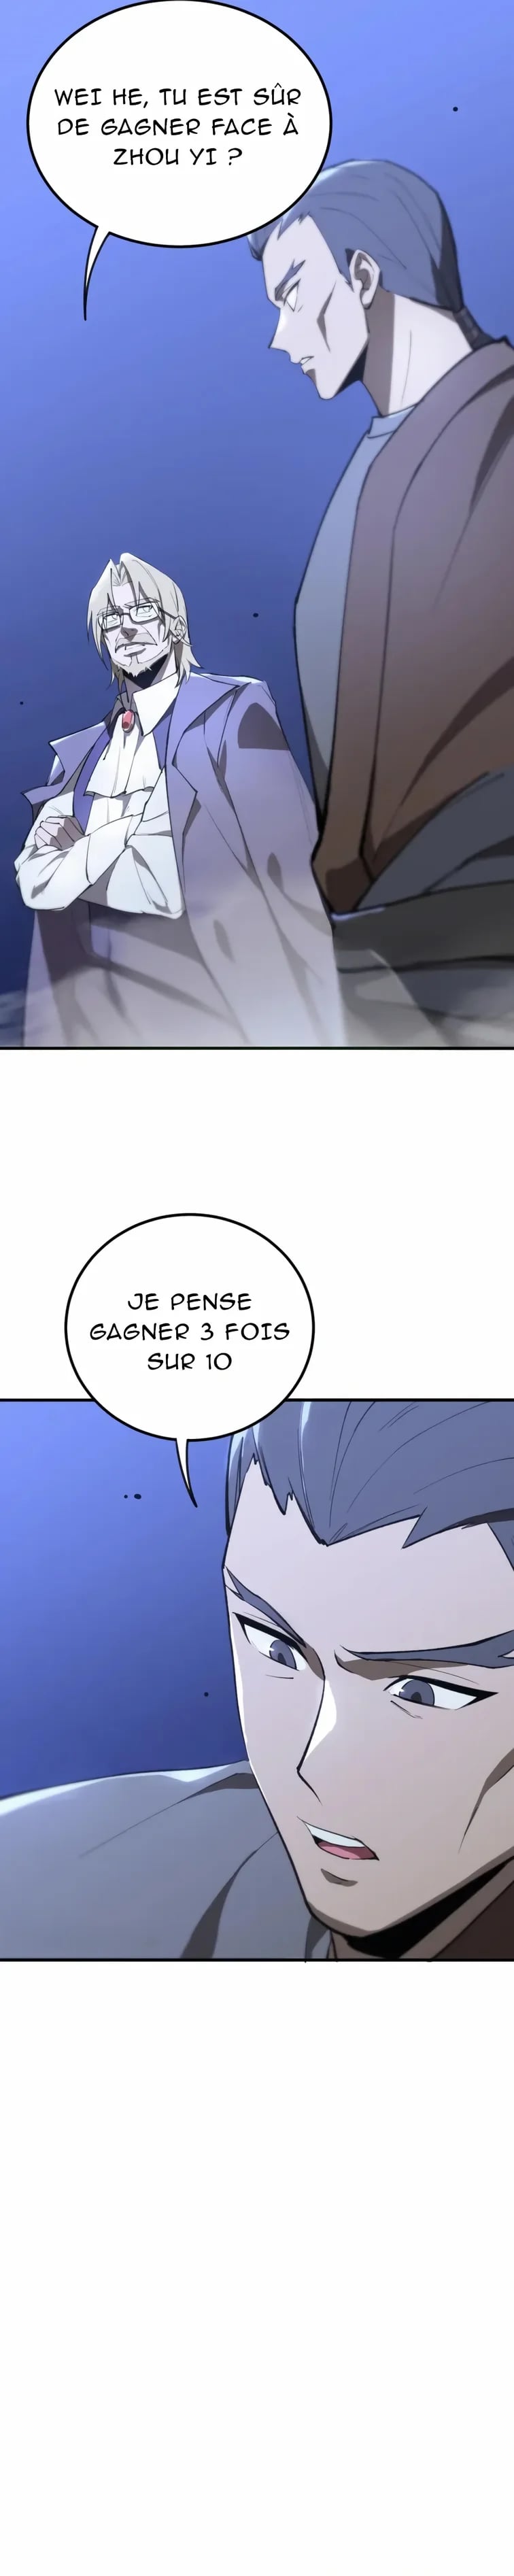 WEI HE, TU EST SÛR
DE GAGNER FACE À
ZHOU YI ?
JE PENSE
GAGNER 3 FOIS
SUR 10